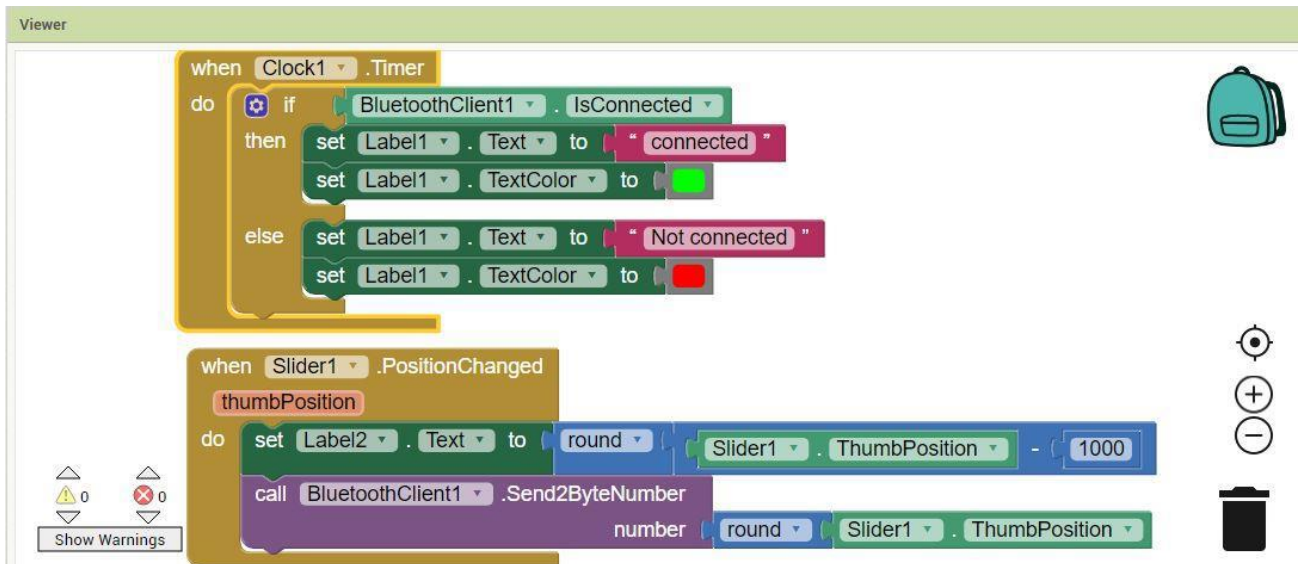 Viewer
when Clock1 .Timer
do if BluetoothClient1 . IsConnected
then set Label1 . Text to " connected "
set Label1 . TextColor to
else set Label1 . Text to " Not connected "
set Label1 . TextColor to
when Slider1 .PositionChanged
thumbPosition
do set Label2 . Text to round Slider1 . ThumbPosition - 1000
call BluetoothClient1 .Send2ByteNumber
number round Slider1 . ThumbPosition
0 0
Show Warnings